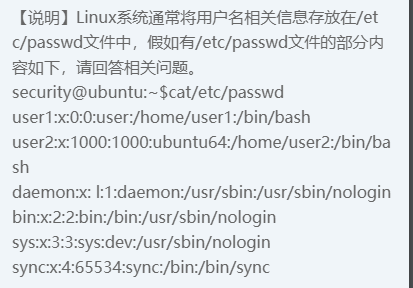 【说明】Linux系统通常将用户名相关信息存放在/et
c/passwd文件中，假如有/etc/passwd文件的部分内
容如下，请回答相关问题。
security@ubuntu:~$cat/etc/passwd
user1:x:0:0:user:/home/user1:/bin/bash
user2:x:1000:1000:ubuntu64:/home/user2:/bin/ba
sh
daemon:x: l:1:daemon:/usr/sbin:/usr/sbin/nologin
bin:x:2:2:bin:/bin:/usr/sbin/nologin
sys:x:3:3:sys:dev:/usr/sbin/nologin
sync:x:4:65534:sync:/bin:/bin/sync